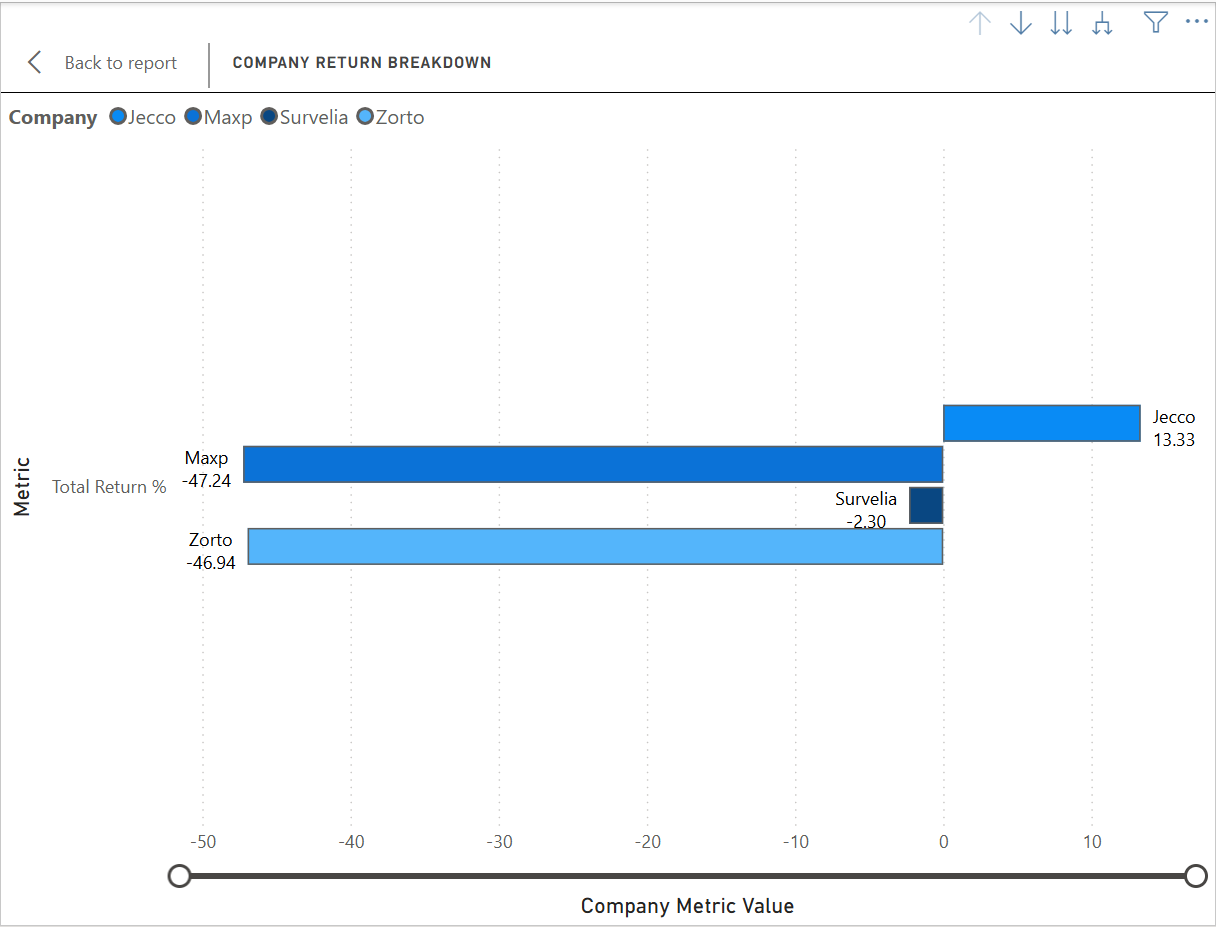 Back to report
COMPANY RETURN BREAKDOWN
Company Jecco Maxp Survelia Zorto
Jecco
13.33
Maxp
-47.24
Metric
Total Return %
Survelia
-2.30
Zorto
-46.94
-50 -40 -30 -20 -10 0 10
Company Metric Value